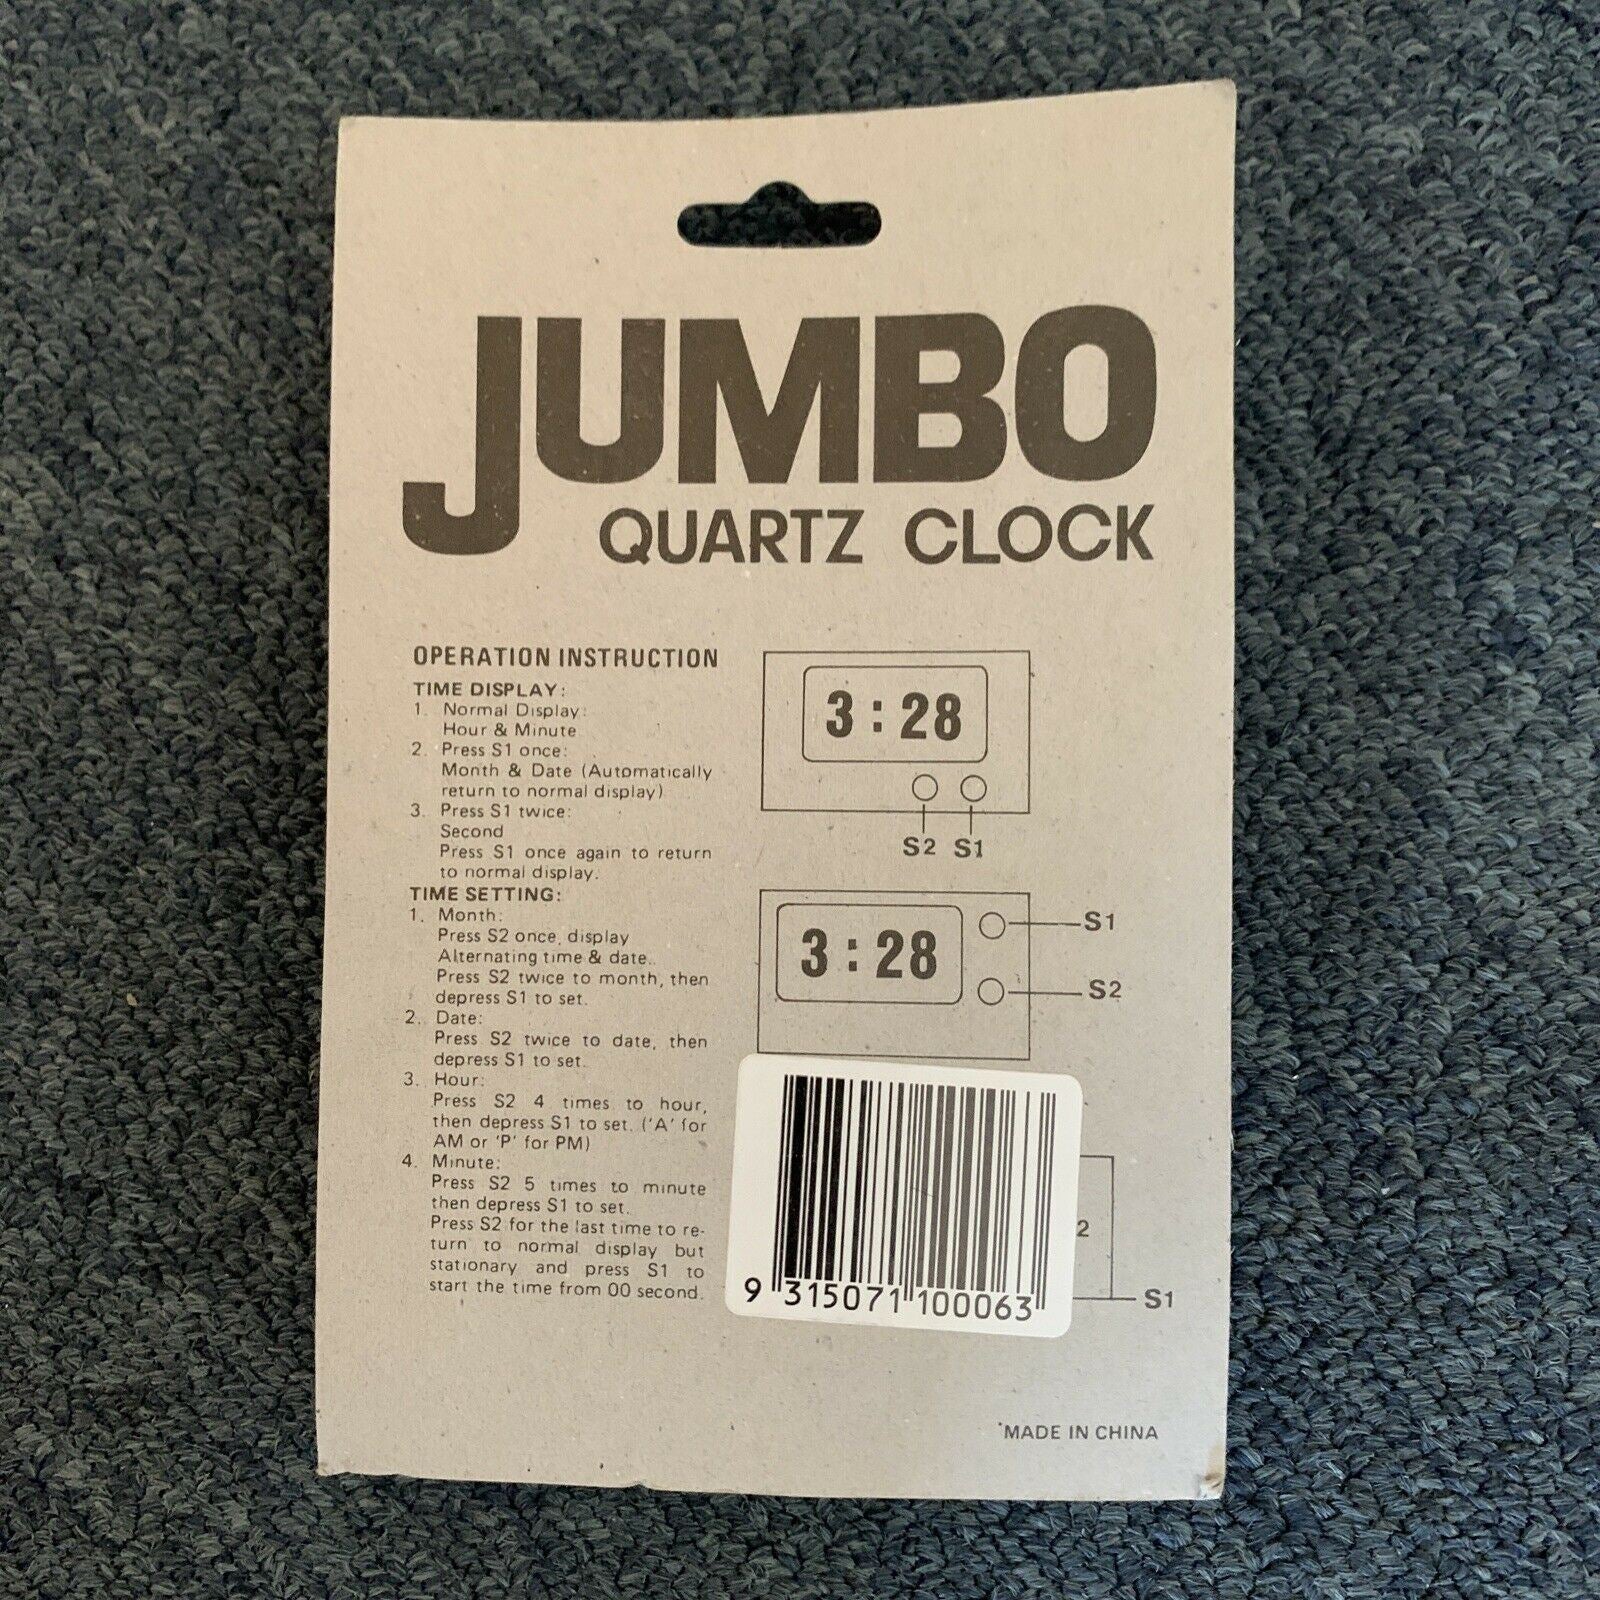 JUMBO
QUARTZ CLOCK
OPERATION INSTRUCTION
TIME DISPLAY:
1. Normal Display:
Hour & Minute
2. Press S1 once:
Month & Date (Automatically
return to normal display)
3. Press S1 twice:
Second
Press S1 once again to return
to normal display.
TIME SETTING:
1. Month:
Press S2 once, display
Alternating time & date..
Press S2 twice to month, then
depress S1 to set.
2. Date:
Press S2 twice to date, then
depress S1 to set.
3. Hour:
Press S2 4 times to hour,
then depress S1 to set. ('A' for
AM or 'P' for PM)
4. Minute:
Press S2 5 times to minute
then depress S1 to set.
Press S2 for the last time to re-
turn to normal display but
stationary and press S1 to
start the time from 00 second.
3:28
S2 S1
3:28
S1
S2
2
S1
9 315071 100063
MADE IN CHINA